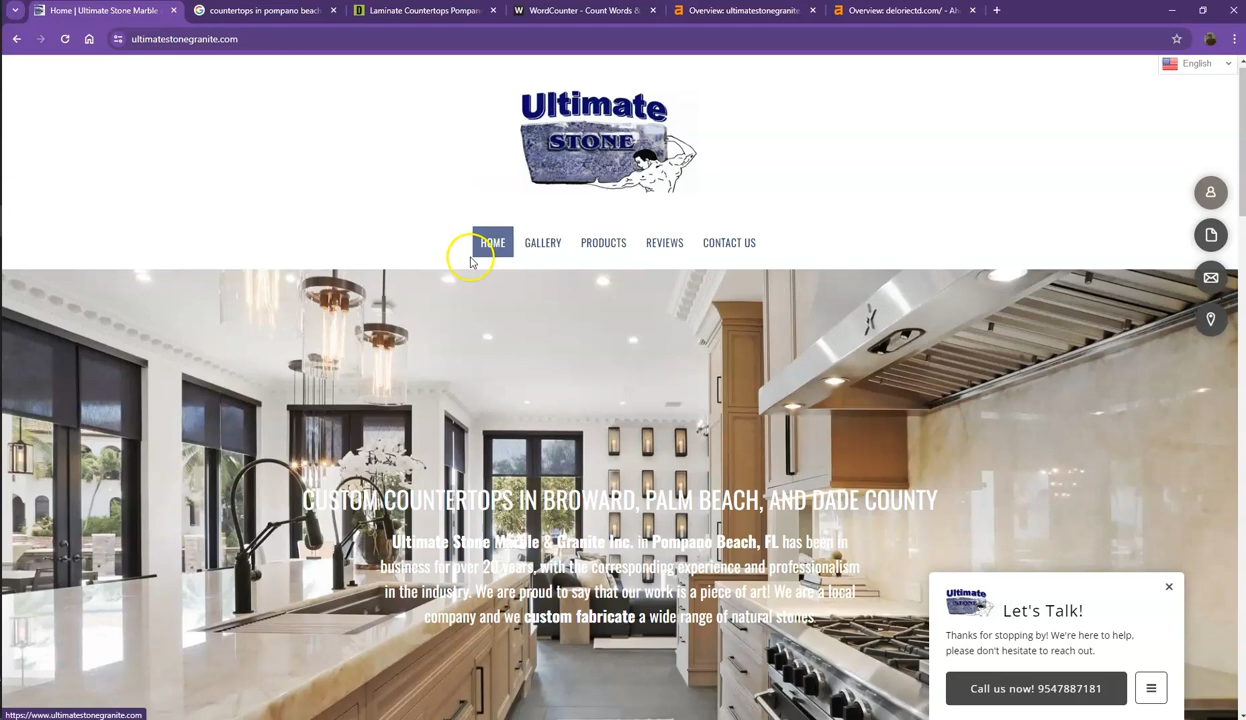 Home | Ultimate Stone Marble
countertops in pompano beach
Laminate Countertops Pompan
WordCounter - Count Words &
Overview: ultimatestonegranite.
Overview: deloriectd.com/ - Ah
ultimatestonegranite.com
English
Ultimate
STONE
HOME
GALLERY
PRODUCTS
REVIEWS
CONTACT US
CUSTOM COUNTERTOPS IN BROWARD, PALM BEACH, AND DADE COUNTY
Ultimate Stone Marble & Granite Inc. in Pompano Beach, FL has been in
business for over 20 years, with the corresponding experience and professionalism
in the industry. We are proud to say that our work is a piece of art! We are a local
company and we custom fabricate a wide range of natural stones.
Ultimate
STONE
Let's Talk!
Thanks for stopping by! We're here to help,
please don't hesitate to reach out.
Call us now! 9547887181
https://www.ultimatestonegranite.com